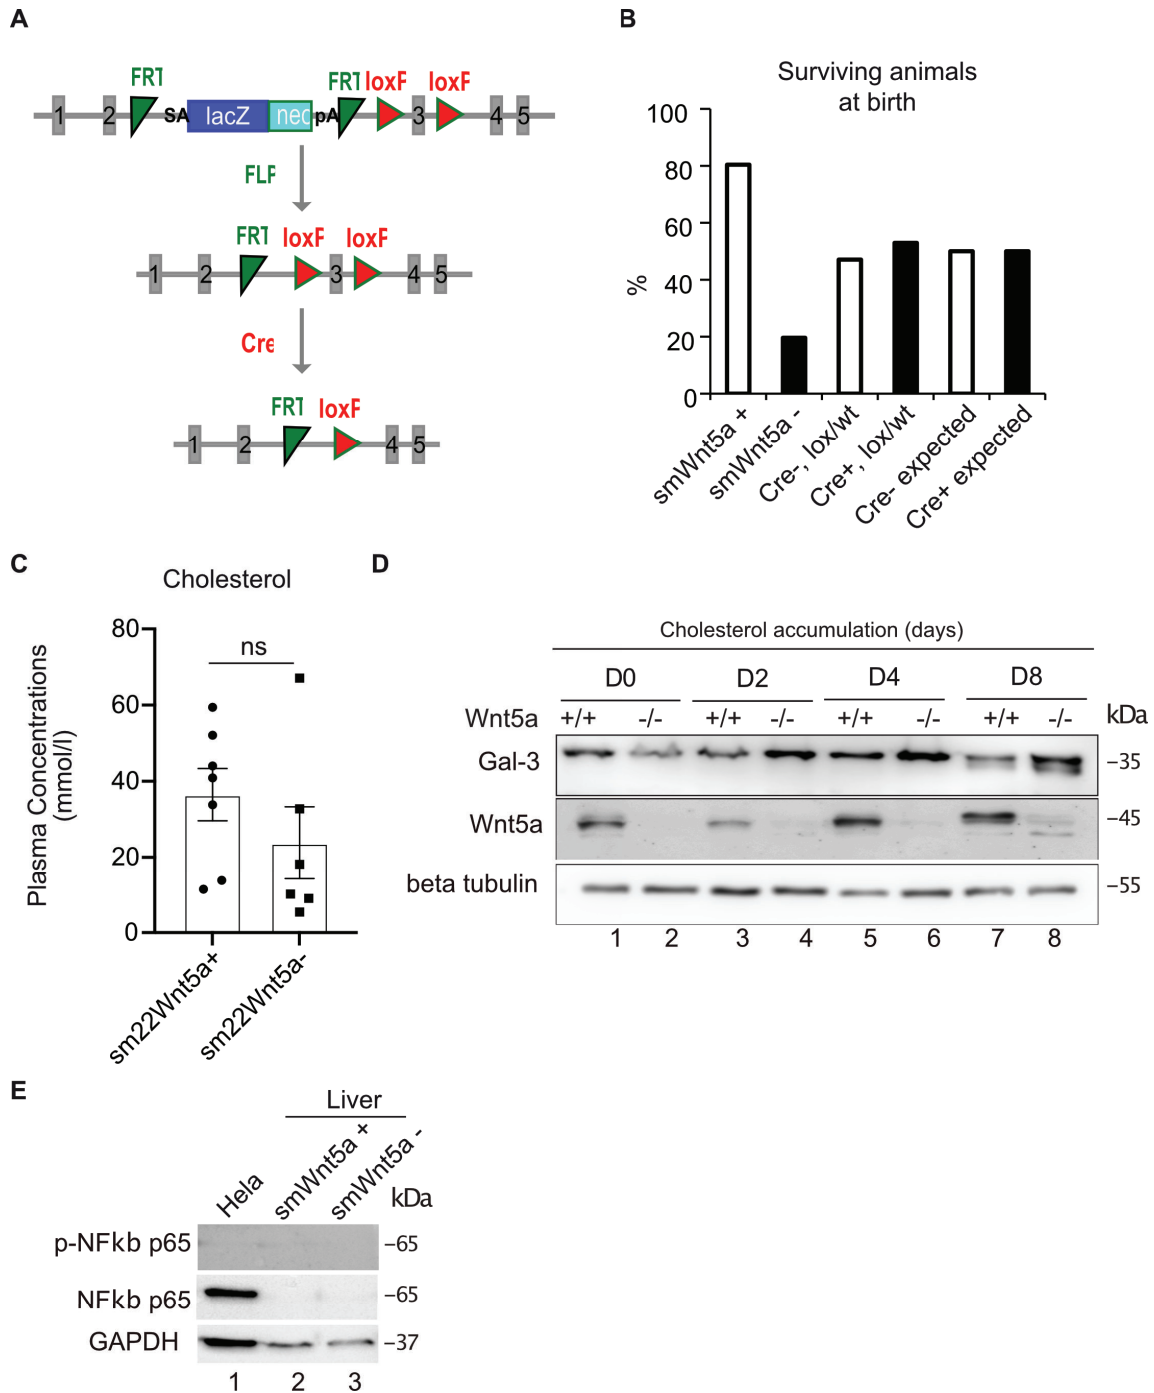 A
FRT
FRT
loxP
loxP
1
2
SA
lacZ
neo
pA
3
4
5
FLP
FRT
loxP
loxP
1
2
3
4
5
Cre
FRT
loxP
1
2
4
5
B
Surviving animals
at birth
100
80
60
40
20
0
%
smWnt5a +
smWnt5a -
Cre-, lox/wt
Cre+, lox/wt
Cre- expected
Cre+ expected
C
Cholesterol
Plasma Concentrations
(mmol/l)
80
60
40
20
0
ns
sm22Wnt5a+
sm22Wnt5a-
D
Cholesterol accumulation (days)
D0 D2 D4 D8
Wnt5a +/+ -/- +/+ -/- +/+ -/- +/+ -/- kDa
Gal-3 –35
Wnt5a –45
beta tubulin –55
1 2 3 4 5 6 7 8
E
Liver
Hela
smWnt5a +
smWnt5a -
kDa
p-NFkb p65 –65
NFkb p65 –65
GAPDH –37
1 2 3